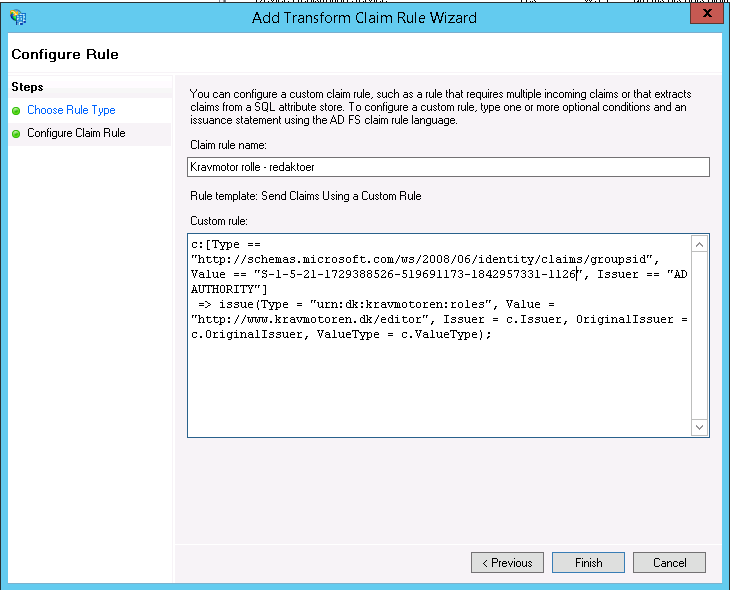 Add Transform Claim Rule Wizard
x
Configure Rule
Steps
Choose Rule Type
Configure Claim Rule
You can configure a custom claim rule, such as a rule that requires multiple incoming claims or that extracts
claims from a SQL attribute store. To configure a custom rule, type one or more optional conditions and an
issuance statement using the AD FS claim rule language.
Claim rule name:
Kravmotor rolle - redaktoer
Rule template: Send Claims Using a Custom Rule
Custom rule:
c:[Type ==
"http://schemas.microsoft.com/ws/2008/06/identity/claims/groupsid",
Value == "S-1-5-21-1729388526-519691173-1842957331-1126", Issuer == "AD
AUTHORITY"]
=> issue(Type = "urn:dk:kravmotoren:roles", Value =
"http://www.kravmotoren.dk/editor", Issuer = c.Issuer, OriginalIssuer =
c.OriginalIssuer, ValueType = c.ValueType);
< Previous
Finish
Cancel